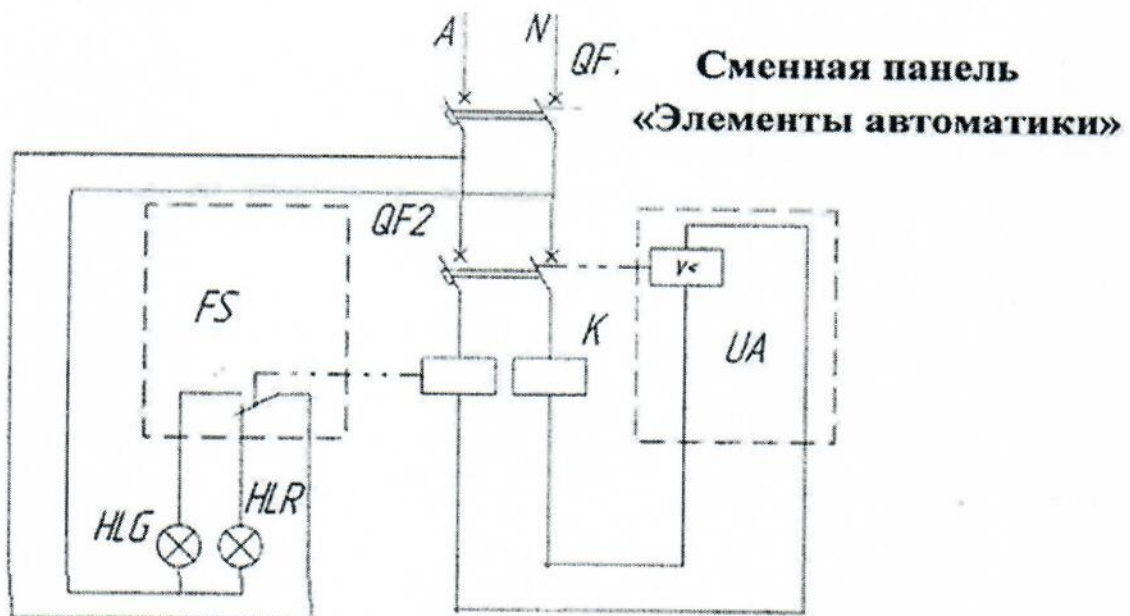 A N
QF.
Сменная панель
«Элементы автоматики»
QF2
V<
FS
K
UA
HLG HLR